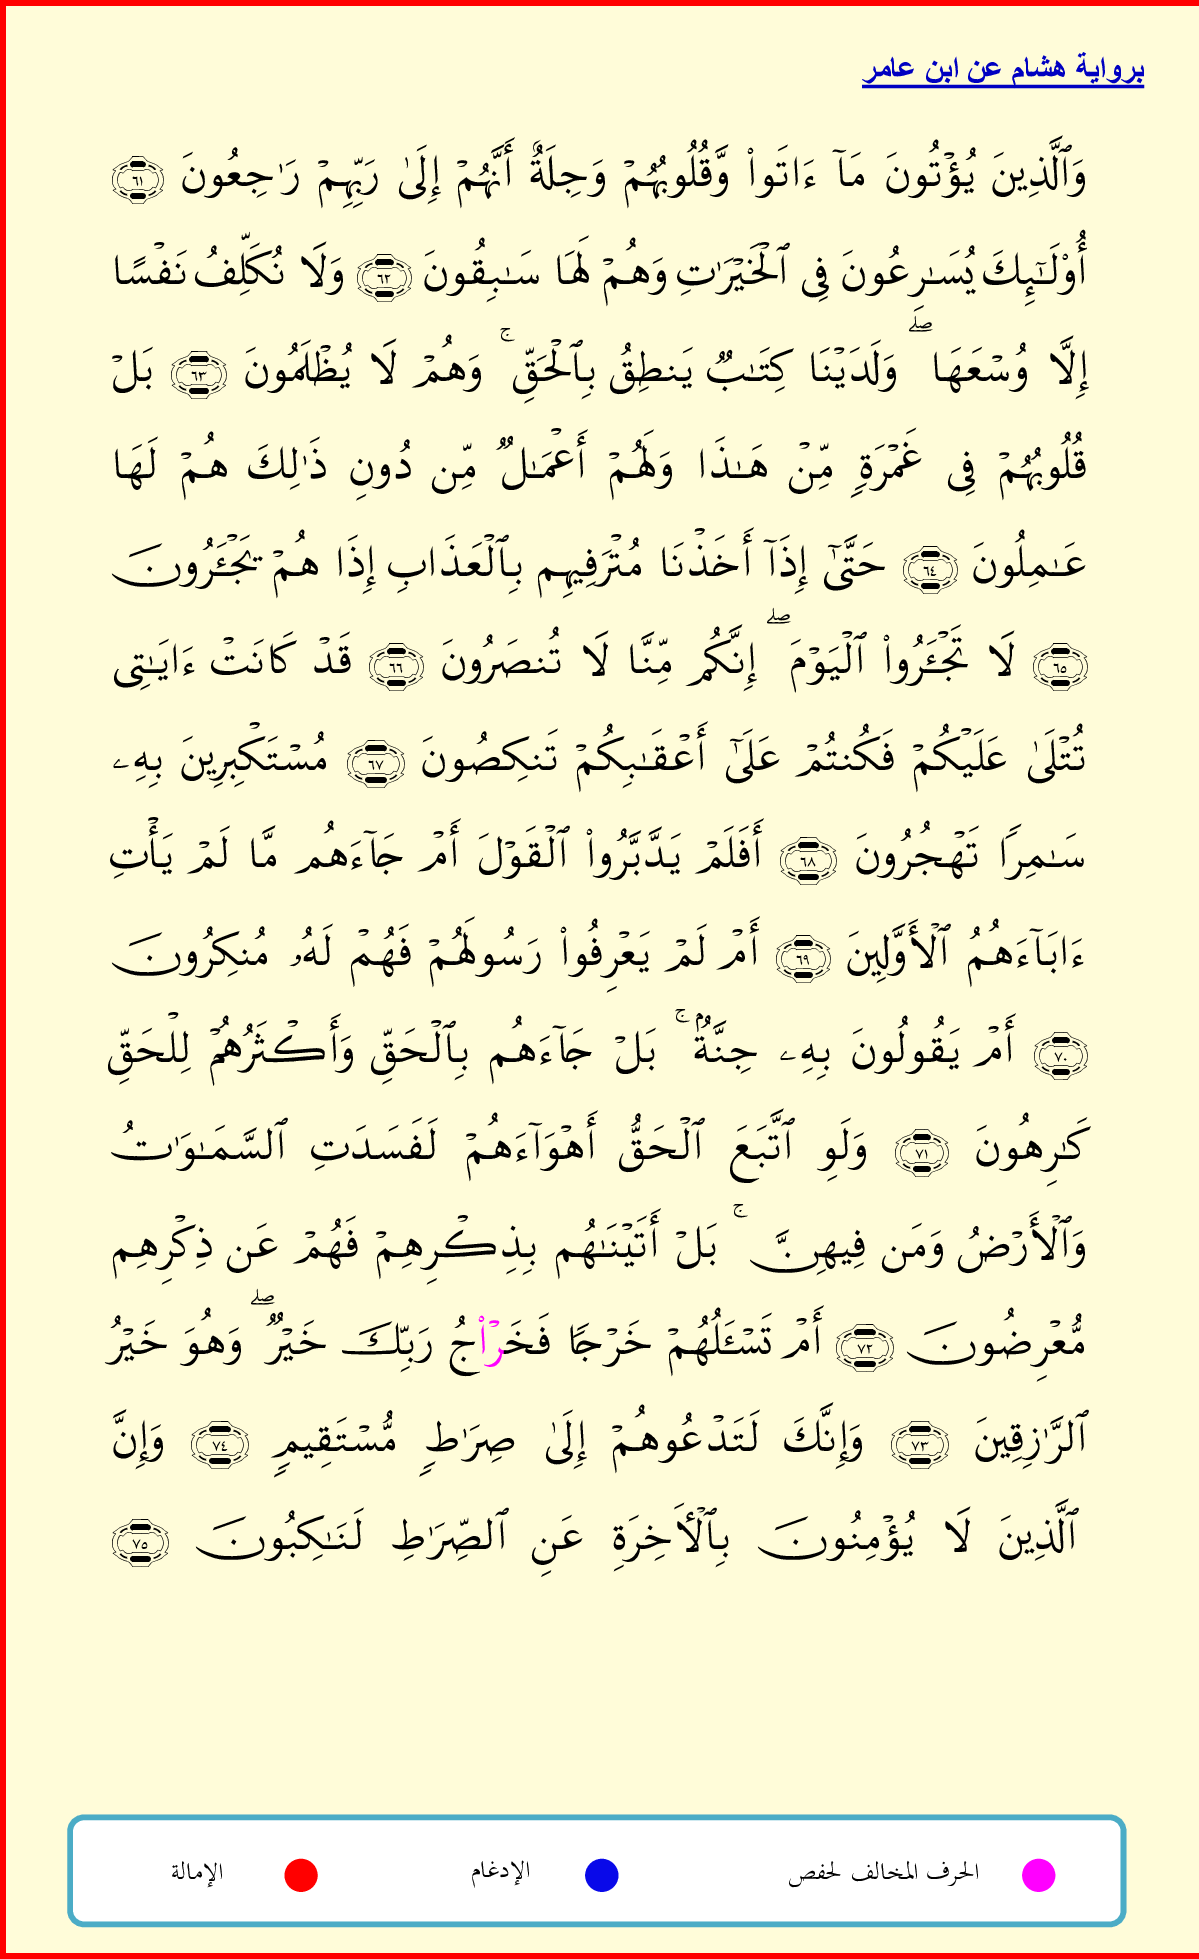 برواية هشام عن ابن عامر
وَٱلَّذِينَ يُؤْتُونَ مَآ ءَاتَوا۟ وَّقُلُوبُهُمْ وَجِلَةٌ أَنَّهُمْ إِلَىٰ رَبِّهِمْ رَٰجِعُونَ ٦١
أُو۟لَـٰٓئِكَ يُسَـٰرِعُونَ فِى ٱلْخَيْرَٰتِ وَهُمْ لَهَا سَـٰبِقُونَ ٦٢ وَلَا نُكَلِّفُ نَفْسًا
إِلَّا وُسْعَهَا ۖ وَلَدَيْنَا كِتَـٰبٌ يَنطِقُ بِٱلْحَقِّ ۚ وَهُمْ لَا يُظْلَمُونَ ٦٣ بَلْ
قُلُوبُهُمْ فِى غَمْرَةٍ مِّنْ هَـٰذَا وَلَهُمْ أَعْمَـٰلٌ مِّن دُونِ ذَٰلِكَ هُمْ لَهَا
عَـٰمِلُونَ ٦٤ حَتَّىٰٓ إِذَآ أَخَذْنَا مُتْرَفِيهِم بِٱلْعَذَابِ إِذَا هُمْ يَجْـَٔرُونَ
٦٥ لَا تَجْـَٔرُوا۟ ٱلْيَوْمَ ۖ إِنَّكُم مِّنَّا لَا تُنصَرُونَ ٦٦ قَدْ كَانَتْ ءَايَـٰتِى
تُتْلَىٰ عَلَيْكُمْ فَكُنتُمْ عَلَىٰٓ أَعْقَـٰبِكُمْ تَنكِصُونَ ٦٧ مُسْتَكْبِرِينَ بِهِۦ
سَـٰمِرًا تَهْجُرُونَ ٦٨ أَفَلَمْ يَدَّبَّرُوا۟ ٱلْقَوْلَ أَمْ جَآءَهُم مَّا لَمْ يَأْتِ
ءَابَآءَهُمُ ٱلْأَوَّلِينَ ٦٩ أَمْ لَمْ يَعْرِفُوا۟ رَسُولَهُمْ فَهُمْ لَهُۥ مُنكِرُونَ
٧٠ أَمْ يَقُولُونَ بِهِۦ جِنَّةٌۢ ۚ بَلْ جَآءَهُم بِٱلْحَقِّ وَأَكْثَرُهُمْ لِلْحَقِّ
كَـٰرِهُونَ ٧١ وَلَوِ ٱتَّبَعَ ٱلْحَقُّ أَهْوَآءَهُمْ لَفَسَدَتِ ٱلسَّمَـٰوَٰتُ
وَٱلْأَرْضُ وَمَن فِيهِنَّ ۚ بَلْ أَتَيْنَـٰهُم بِذِكْرِهِمْ فَهُمْ عَن ذِكْرِهِم
مُّعْرِضُونَ ٧٢ أَمْ تَسْـَٔلُهُمْ خَرْجًا فَخَرْا۟جُ رَبِّكَ خَيْرٌ ۖ وَهُوَ خَيْرُ
ٱلرَّٰزِقِينَ ٧٣ وَإِنَّكَ لَتَدْعُوهُمْ إِلَىٰ صِرَٰطٍ مُّسْتَقِيمٍ ٧٤ وَإِنَّ
ٱلَّذِينَ لَا يُؤْمِنُونَ بِٱلْأَخِرَةِ عَنِ ٱلصِّرَٰطِ لَنَـٰكِبُونَ ٧٥
الحرف المخالف لحفص الإدغام الإمالة